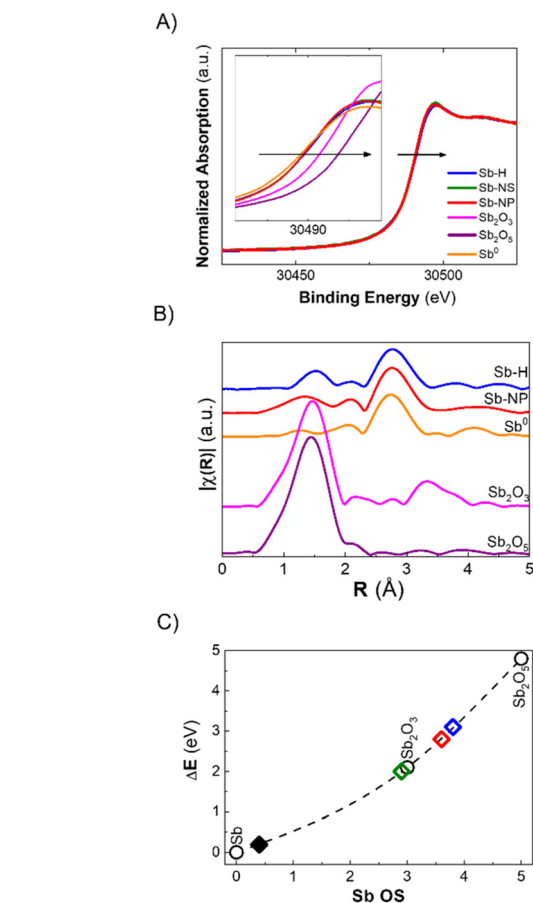 A)
Normalized Absorption (a.u.)
30490
Sb-H
Sb-NS
Sb-NP
Sb₂O₃
Sb₂O₅
Sb⁰
30450
30500
Binding Energy (eV)
B)
|χ(R)| (a.u.)
Sb-H
Sb-NP
Sb⁰
Sb₂O₃
Sb₂O₅
0 1 2 3 4 5
R (Å)
C)
ΔE (eV)
5
4
3
2
1
0
Sb
Sb₂O₃
Sb₂O₅
0 1 2 3 4 5
Sb OS